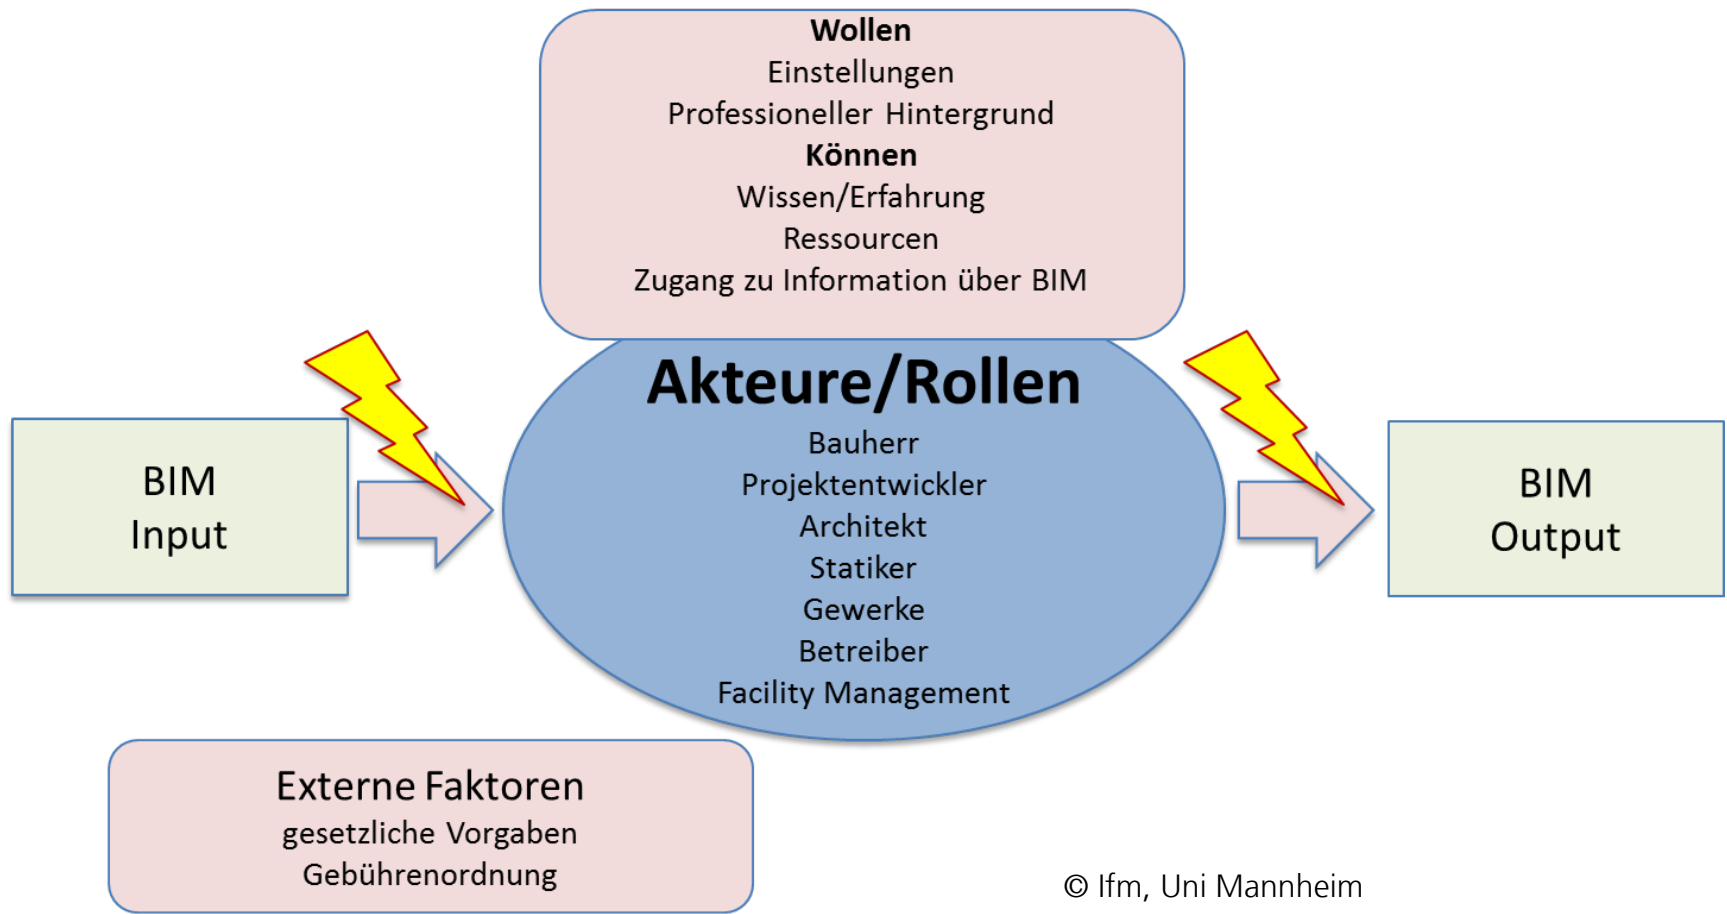 Wollen
Einstellungen
Professioneller Hintergrund
Können
Wissen/Erfahrung
Ressourcen
Zugang zu Information über BIM
Akteure/Rollen
Bauherr
Projektentwickler
Architekt
Statiker
Gewerke
Betreiber
Facility Management
BIM
Input
BIM
Output
Externe Faktoren
gesetzliche Vorgaben
Gebührenordnung
© Ifm, Uni Mannheim